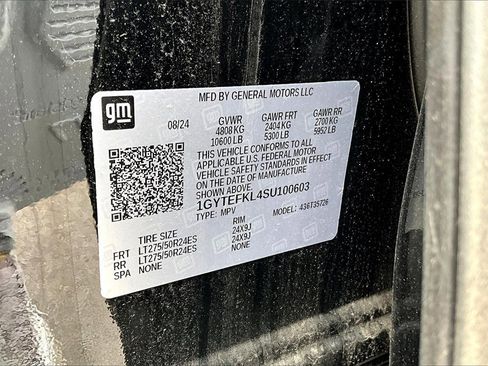 gm
MFD BY GENERAL MOTORS LLC
08/24 GVWR GAWR FRT GAWR RR
4808 KG 2404 KG 2700 KG
10600 LB 5300 LB 5952 LB
THIS VEHICLE CONFORMS TO ALL
APPLICABLE U.S. FEDERAL MOTOR
VEHICLE SAFETY STANDARDS IN EFFECT
ON THE DATE OF MANUFACTURE
SHOWN ABOVE.
1GYTEFKL4SU100603
TYPE: MPV MODEL: 436T35726
TIRE SIZE RIM
FRT LT275/50R24ES 24X9J
RR LT275/50R24ES 24X9J
SPA NONE NONE